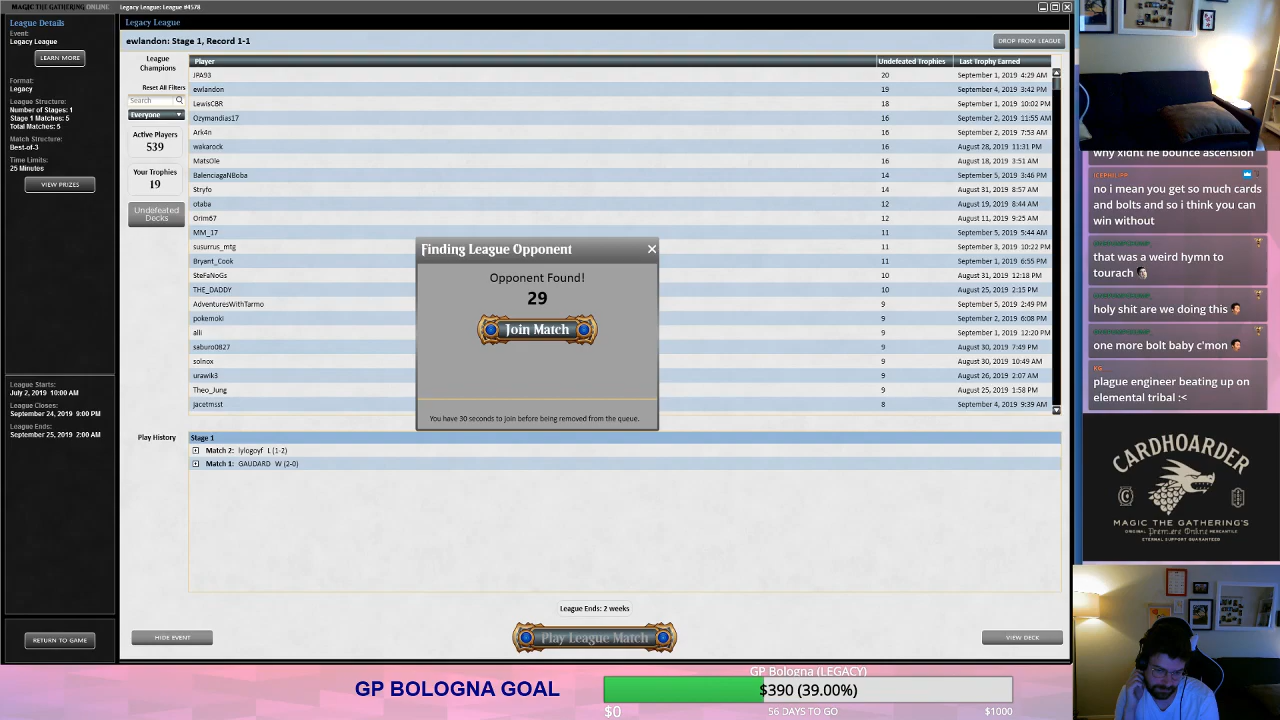 MAGIC THE GATHERING ONLINE
Legacy League: League #4578
League Details
Event:
Legacy League
LEARN MORE
Format:
Legacy
League Structure:
Number of Stages: 1
Stage 1 Matches: 5
Total Matches: 5
Match Structure:
Best-of-3
Time Limits:
25 Minutes
VIEW PRIZES
League Starts:
July 2, 2019 10:00 AM
League Closes:
September 24, 2019 9:00 PM
League Ends:
September 25, 2019 2:00 AM
RETURN TO GAME
Legacy League
ewlandon: Stage 1, Record 1-1
DROP FROM LEAGUE
League
Champions
Reset All Filters
Search
Everyone
Active Players
539
Your Trophies
19
Undefeated
Decks
Player Undefeated Trophies Last Trophy Earned
JPA93 20 September 1, 2019 4:29 AM
ewlandon 19 September 4, 2019 3:42 PM
LewisCBR 18 September 1, 2019 10:02 PM
Ozymandias17 16 September 2, 2019 11:55 AM
Ark4n 16 September 2, 2019 7:53 AM
wakarock 16 August 28, 2019 11:31 PM
MatsOle 16 August 18, 2019 3:51 AM
BalenciagaNBoba 14 September 5, 2019 3:46 PM
Stryfo 14 August 31, 2019 8:57 AM
otaba 12 August 19, 2019 8:44 AM
Orim67 12 August 11, 2019 9:25 AM
MM_17 11 September 5, 2019 5:44 AM
susurrus_mtg 11 September 3, 2019 10:22 PM
Bryant_Cook 11 September 1, 2019 6:55 PM
SteFaNoGs 10 August 31, 2019 12:18 PM
THE_DADDY 10 August 25, 2019 2:15 PM
AdventuresWithTarmo 9 September 5, 2019 2:49 PM
pokemoki 9 September 2, 2019 6:08 PM
alli 9 September 1, 2019 12:20 PM
saburo0827 9 August 30, 2019 7:49 PM
solnox 9 August 30, 2019 10:49 AM
urawik3 9 August 26, 2019 2:07 AM
Theo_Jung 9 August 25, 2019 1:58 PM
jacetmsst 8 September 4, 2019 9:39 AM
Finding League Opponent
Opponent Found!
29
Join Match
You have 30 seconds to join before being removed from the queue.
Play History
Stage 1
Match 2: lylogoyf L (1-2)
Match 1: GAUDARD W (2-0)
League Ends: 2 weeks
HIDE EVENT
Play League Match
VIEW DECK
why xidnt he bounce ascension
ICEPHILIPP
no i mean you get so much cards
and bolts and so i think you can
win without
that was a weird hymn to
tourach
holy shit are we doing this
one more bolt baby c'mon
KG_
plague engineer beating up on
elemental tribal :<
CARDHOARDER
MAGIC THE GATHERING'S
ORIGINAL Premiere Online MERCANTILE
ETERNAL SUPPORT GUARANTEED
GP BOLOGNA GOAL
GP Bologna (LEGACY)
$390 (39.00%)
$0 56 DAYS TO GO $1000